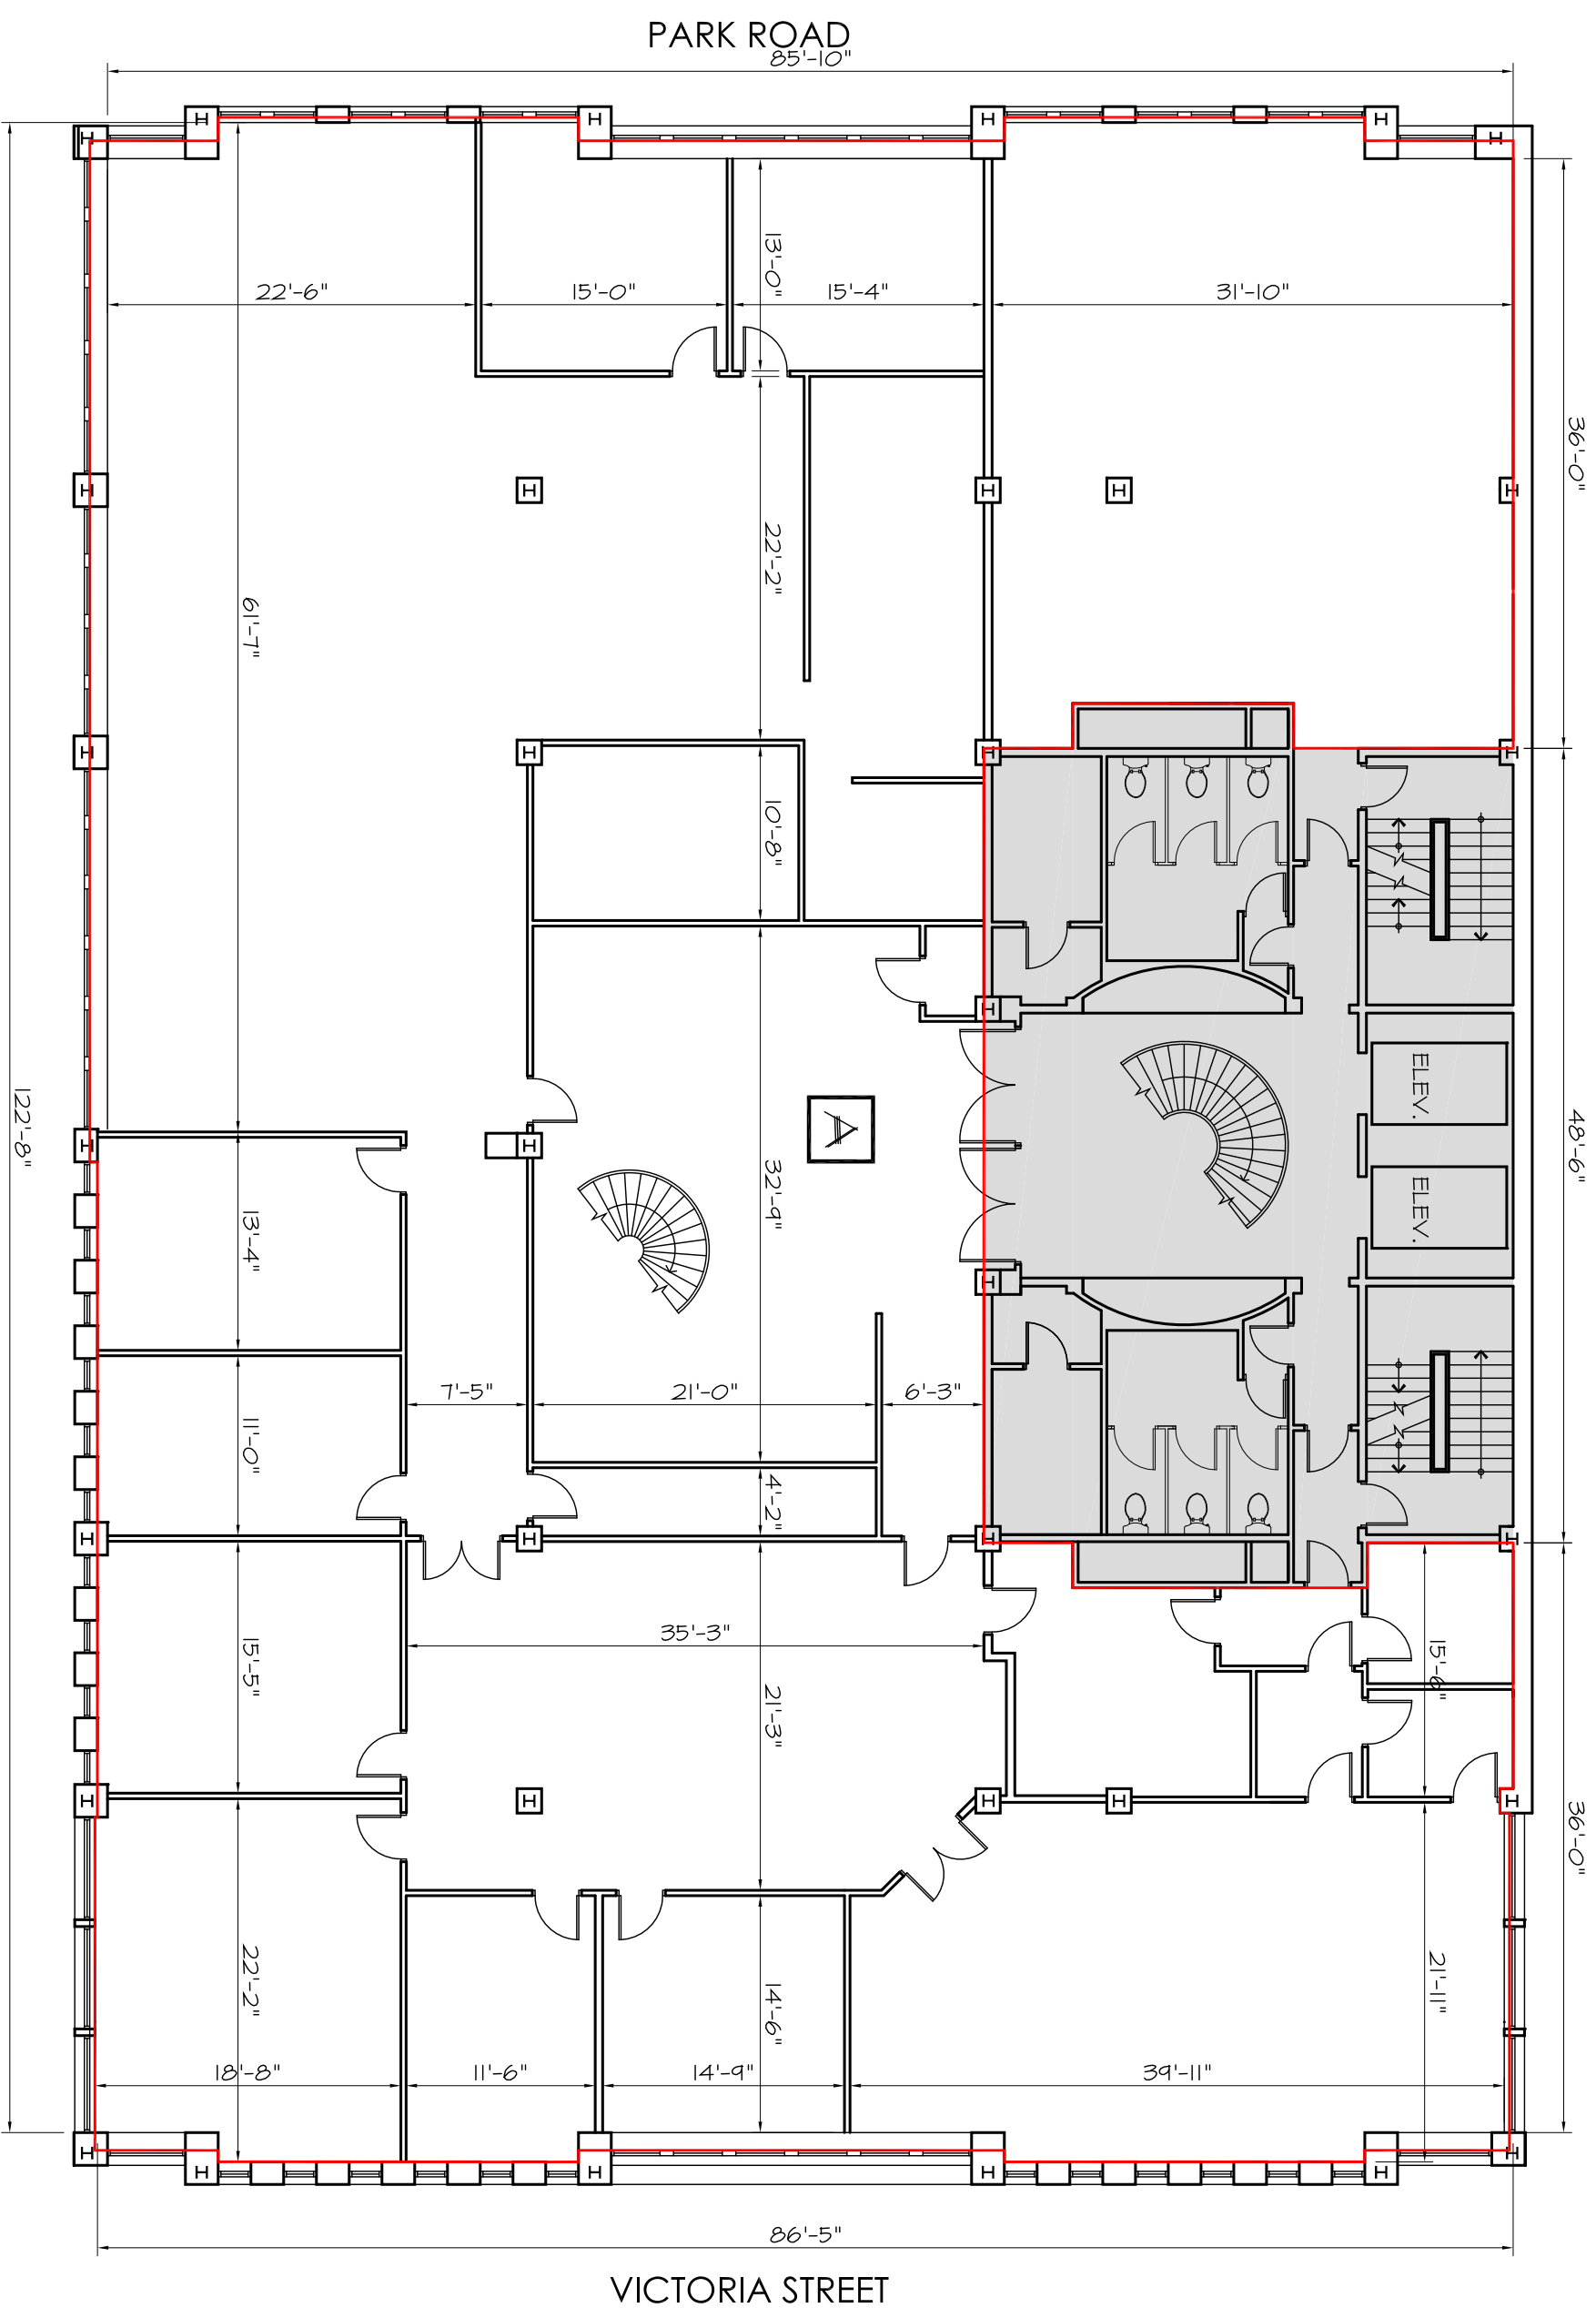 PARK ROAD
85'-10"
H
H
H
H
H
H
13'-0"
22'-6"
15'-0"
15'-4"
31'-10"
36'-0"
H
H
H
H
H
22'-2"
61'-7"
H
H
H
H
10'-8"
H
ELEV.
122'-8"
A
48'-6"
H
H
32'-9"
ELEV.
13'-4"
H
7'-5"
21'-0"
6'-3"
11'-0"
4'-2"
H
H
H
H
35'-3"
15'-5"
15'-6"
21'-3"
H
H
H
H
H
36'-0"
22'-2"
21'-11"
14'-6"
18'-8"
11'-6"
14'-9"
39'-11"
H
H
H
H
H
H
86'-5"
VICTORIA STREET